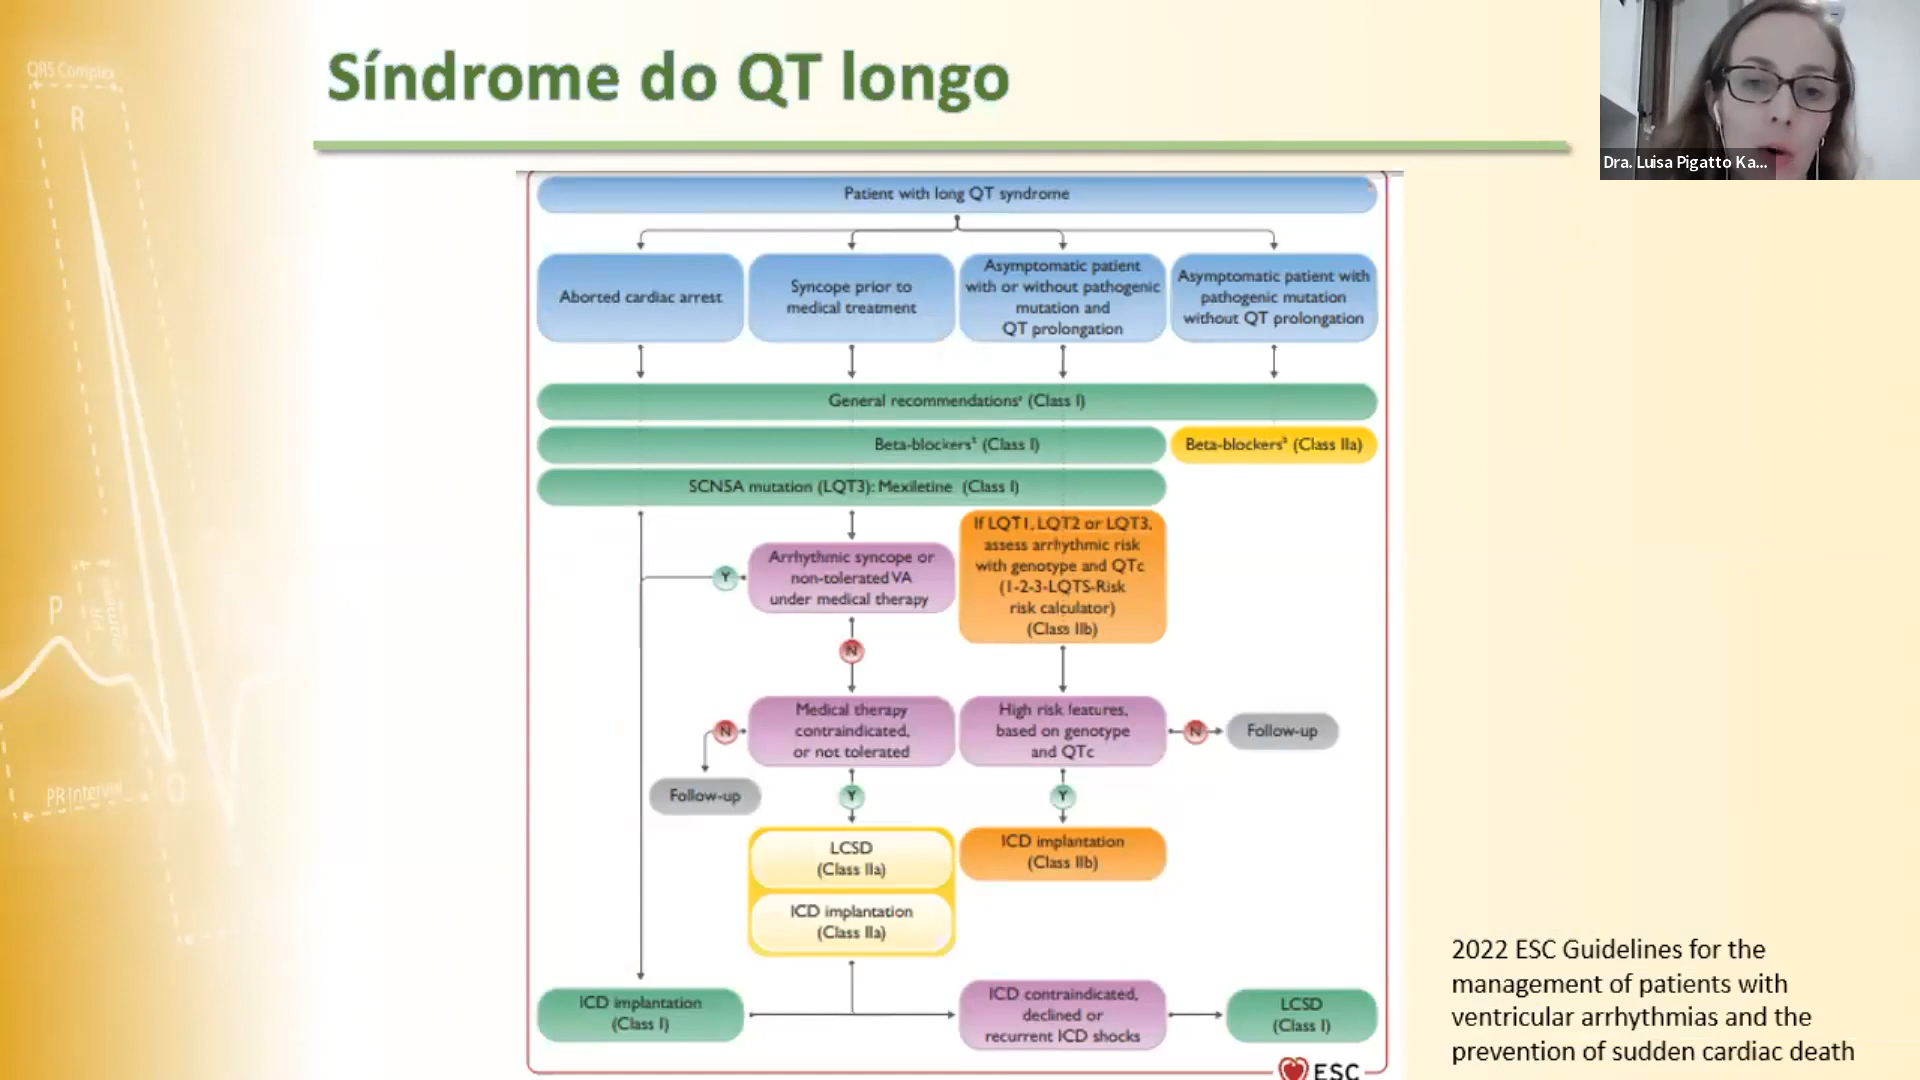 Síndrome do QT longo
Dra. Luisa Pigatto Ka...
QRS Complex
R
P
PR Interval
Q
Patient with long QT syndrome
Aborted cardiac arrest
Syncope prior to
medical treatment
Asymptomatic patient
with or without pathogenic
mutation and
QT prolongation
Asymptomatic patient with
pathogenic mutation
without QT prolongation
General recommendationsª (Class I)
Beta-blockers (Class I)
Beta-blockers (Class IIa)
SCN5A mutation (LQT3): Mexiletine (Class I)
Arrhythmic syncope or
non-tolerated VA
under medical therapy
Y
N
If LQT1, LQT2 or LQT3,
assess arrhythmic risk
with genotype and QTc
(1-2-3-LQTS-Risk
risk calculator)
(Class IIb)
Medical therapy
contraindicated,
or not tolerated
N
Follow-up
Y
High risk features,
based on genotype
and QTc
N
Follow-up
Y
LCSD
(Class IIa)
ICD implantation
(Class IIa)
ICD implantation
(Class IIb)
ICD implantation
(Class I)
ICD contraindicated,
declined or
recurrent ICD shocks
LCSD
(Class I)
ESC
2022 ESC Guidelines for the
management of patients with
ventricular arrhythmias and the
prevention of sudden cardiac death